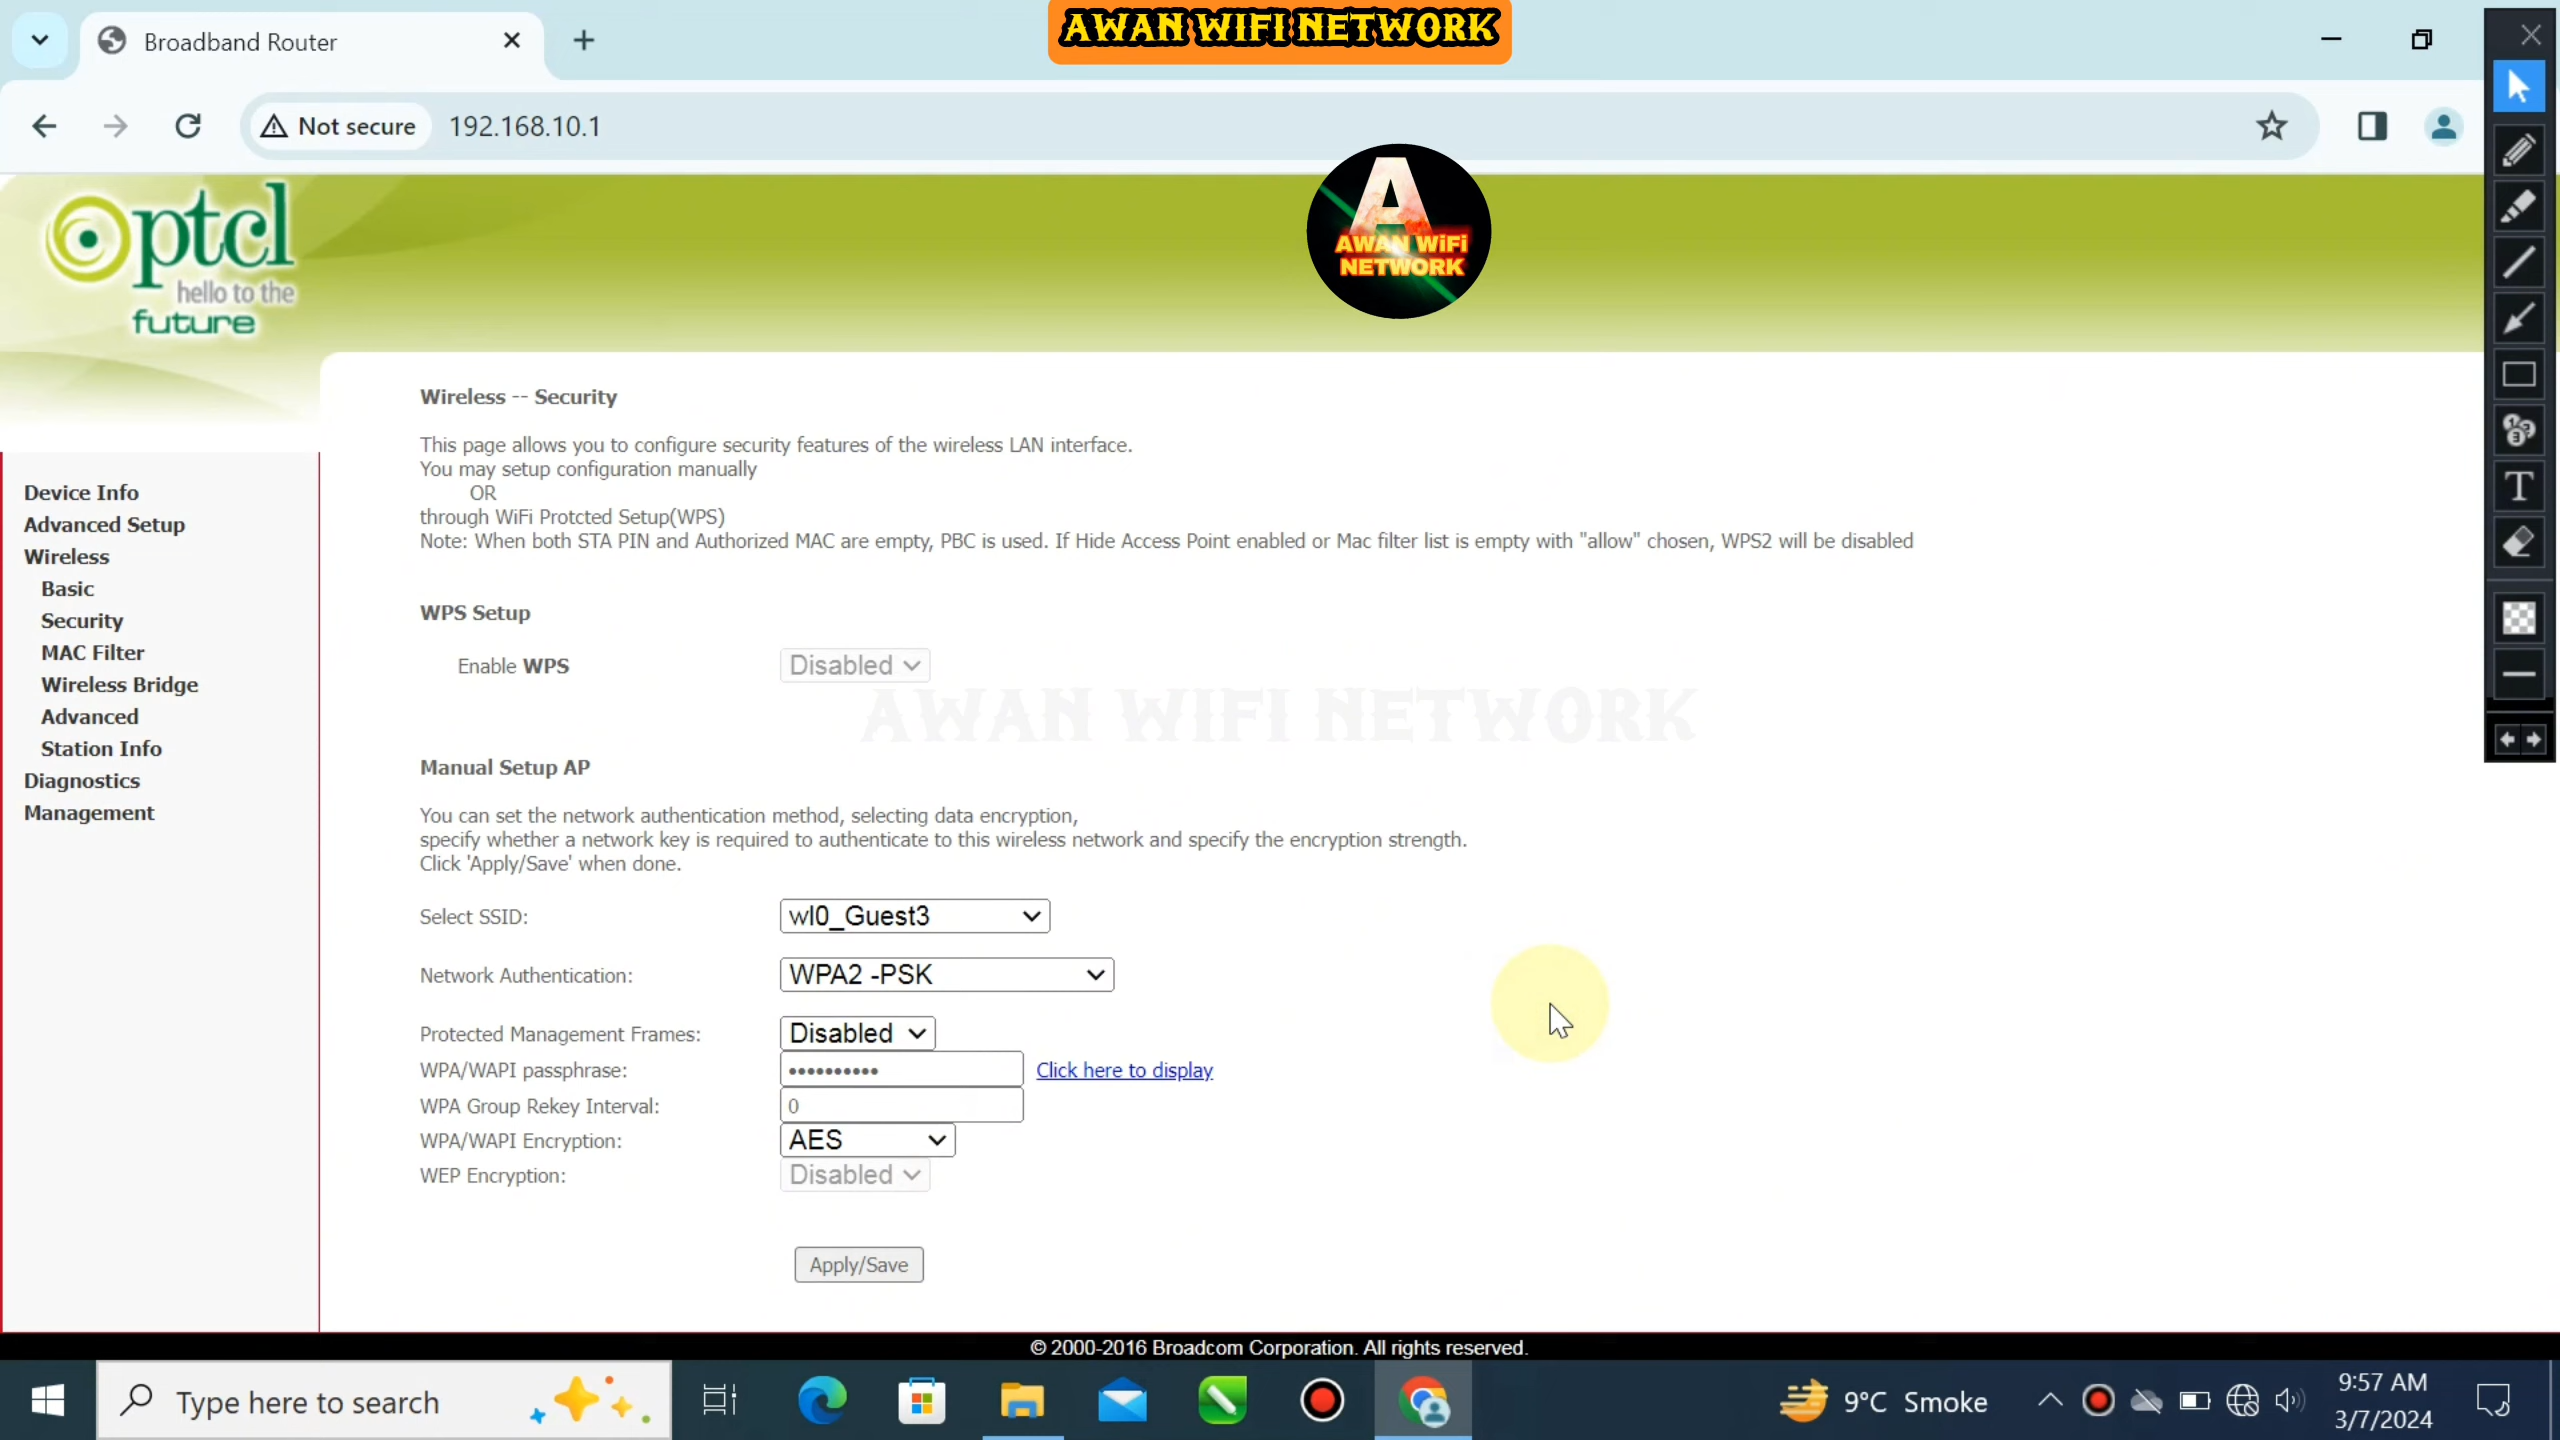 AWAN WIFI NETWORK
Broadband Router
Not secure
192.168.10.1
ptcl
hello to the
future
A
AWAN WiFi
NETWORK
Device Info
Advanced Setup
Wireless
Basic
Security
MAC Filter
Wireless Bridge
Advanced
Station Info
Diagnostics
Management
Wireless -- Security
This page allows you to configure security features of the wireless LAN interface.
You may setup configuration manually
OR
through WiFi Protcted Setup(WPS)
Note: When both STA PIN and Authorized MAC are empty, PBC is used. If Hide Access Point enabled or Mac filter list is empty with "allow" chosen, WPS2 will be disabled
WPS Setup
Enable WPS Disabled
AWAN WIFI NETWORK
Manual Setup AP
You can set the network authentication method, selecting data encryption,
specify whether a network key is required to authenticate to this wireless network and specify the encryption strength.
Click 'Apply/Save' when done.
Select SSID: wl0_Guest3
Network Authentication: WPA2 -PSK
Protected Management Frames: Disabled
WPA/WAPI passphrase: •••••••••• Click here to display
WPA Group Rekey Interval: 0
WPA/WAPI Encryption: AES
WEP Encryption: Disabled
Apply/Save
© 2000-2016 Broadcom Corporation. All rights reserved.
Type here to search
9°C Smoke
9:57 AM
3/7/2024